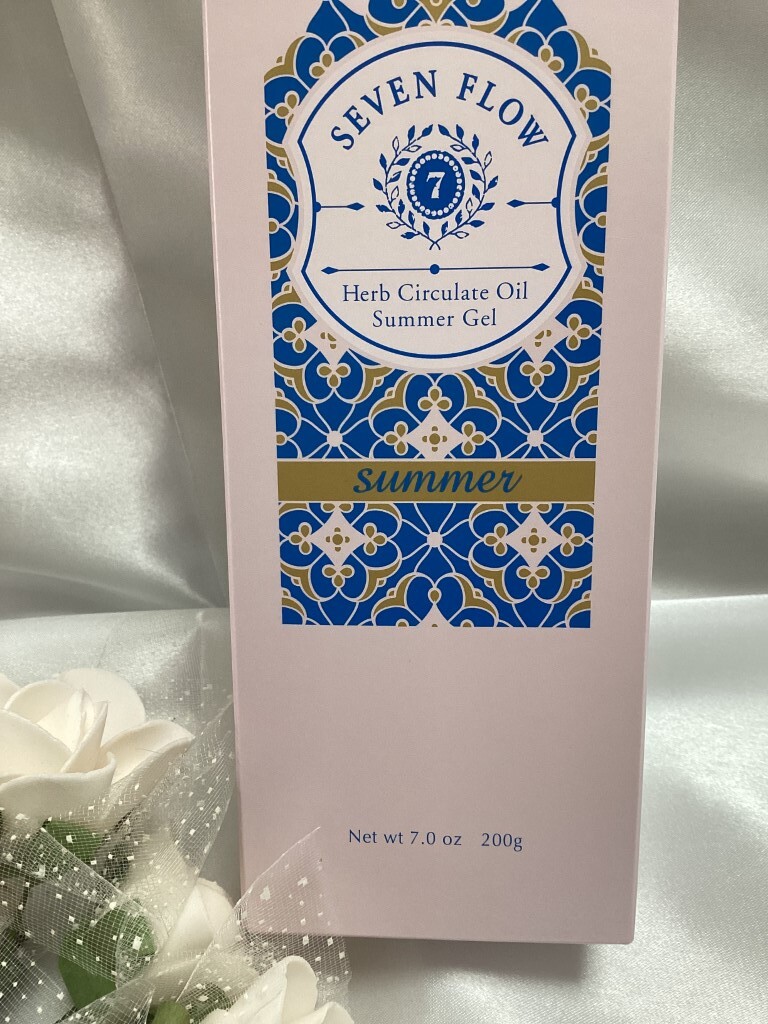 SEVEN FLOW
7
Herb Circulate Oil
Summer Gel
summer
Net wt 7.0 oz 200g